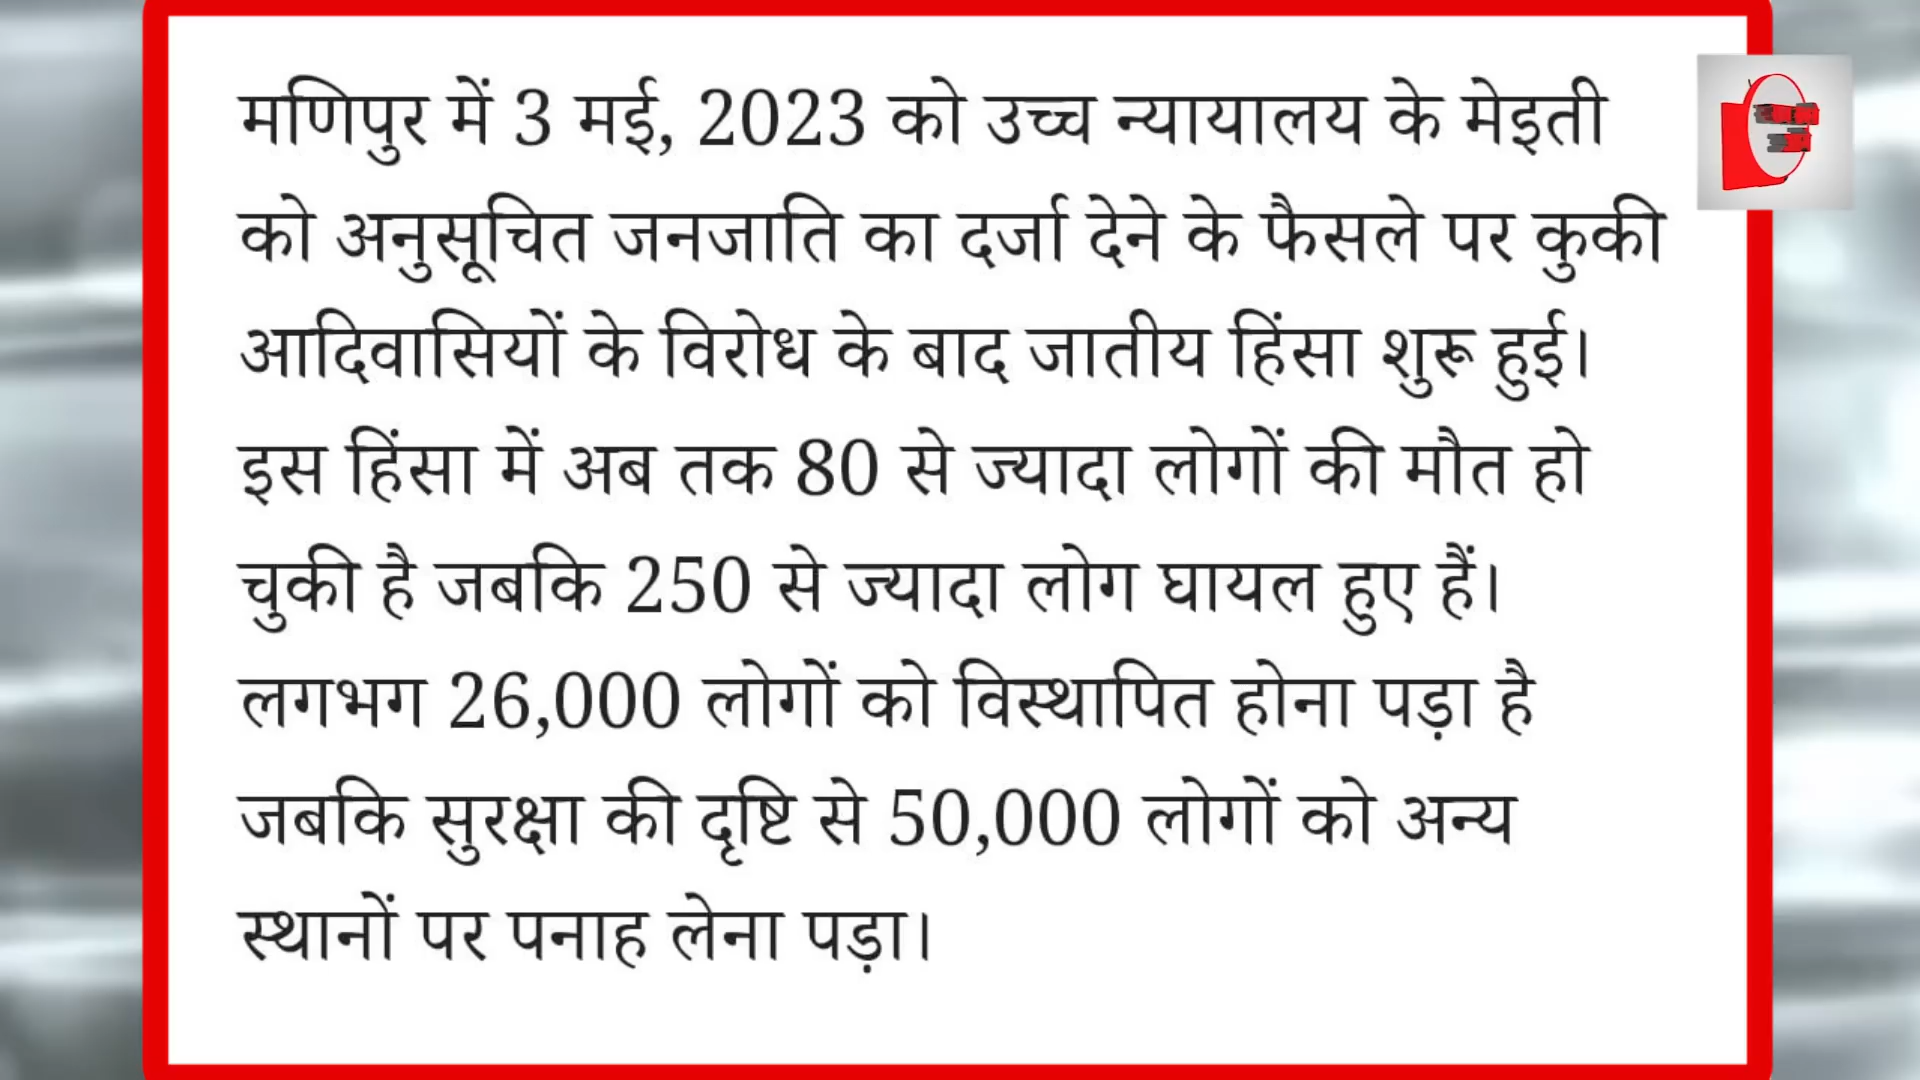 मणिपुर में 3 मई, 2023 को उच्च न्यायालय के मेइती
को अनुसूचित जनजाति का दर्जा देने के फैसले पर कुकी
आदिवासियों के विरोध के बाद जातीय हिंसा शुरू हुई।
इस हिंसा में अब तक 80 से ज्यादा लोगों की मौत हो
चुकी है जबकि 250 से ज्यादा लोग घायल हुए हैं।
लगभग 26,000 लोगों को विस्थापित होना पड़ा है
जबकि सुरक्षा की दृष्टि से 50,000 लोगों को अन्य
स्थानों पर पनाह लेना पड़ा।